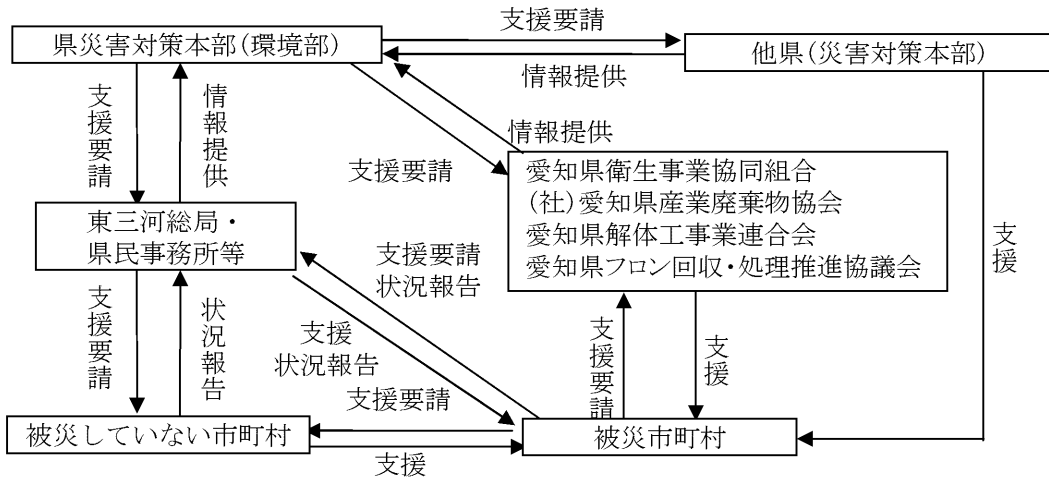 支援要請
県災害対策本部(環境部)
他県(災害対策本部)
情報提供
支援要請
情報提供
情報提供
支援要請
愛知県衛生事業協同組合
(社)愛知県産業廃棄物協会
愛知県解体工事業連合会
愛知県フロン回収・処理推進協議会
東三河総局・
県民事務所等
支援要請
状況報告
支援
支援要請
状況報告
支援
状況報告
支援要請
支援
支援要請
被災していない市町村
被災市町村
支援